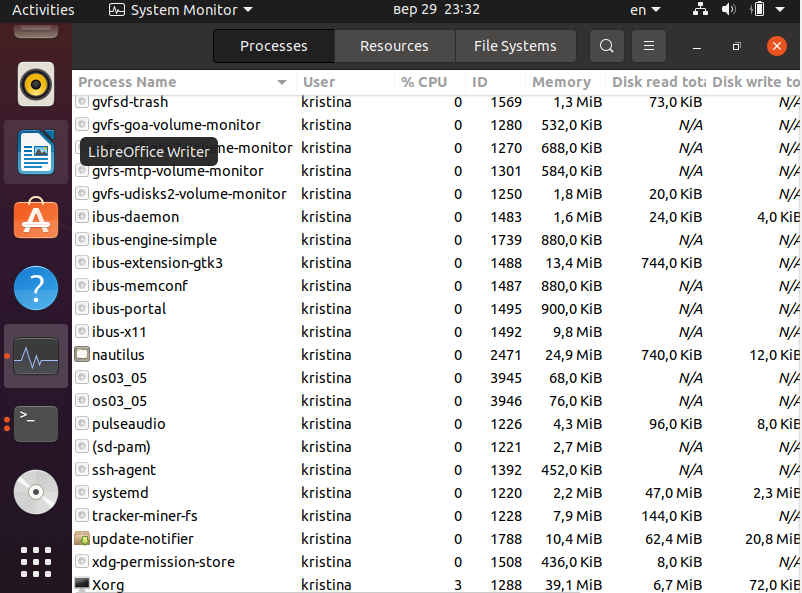 Activities System Monitor вер 29 23:32 en
Processes Resources File Systems
Process Name User % CPU ID Memory Disk read tota Disk write to
gvfsd-trash kristina 0 1569 1,3 MiB 73,0 KiB N/A
gvfs-goa-volume-monitor kristina 0 1280 532,0 KiB N/A N/A
LibreOffice Writer me-monitor kristina 0 1270 688,0 KiB N/A N/A
gvfs-mtp-volume-monitor kristina 0 1301 584,0 KiB N/A N/A
gvfs-udisks2-volume-monitor kristina 0 1250 1,8 MiB 20,0 KiB N/A
ibus-daemon kristina 0 1483 1,6 MiB 24,0 KiB 4,0 KiB
ibus-engine-simple kristina 0 1739 880,0 KiB N/A N/A
ibus-extension-gtk3 kristina 0 1488 13,4 MiB 744,0 KiB N/A
ibus-memconf kristina 0 1487 880,0 KiB N/A N/A
ibus-portal kristina 0 1495 900,0 KiB N/A N/A
ibus-x11 kristina 0 1492 9,8 MiB N/A N/A
nautilus kristina 0 2471 24,9 MiB 740,0 KiB 12,0 KiB
os03_05 kristina 0 3945 68,0 KiB N/A N/A
os03_05 kristina 0 3946 76,0 KiB N/A N/A
pulseaudio kristina 0 1226 4,3 MiB 96,0 KiB 8,0 KiB
(sd-pam) kristina 0 1221 2,7 MiB N/A N/A
ssh-agent kristina 0 1392 452,0 KiB N/A N/A
systemd kristina 0 1220 2,2 MiB 47,0 MiB 2,3 MiB
tracker-miner-fs kristina 0 1228 7,9 MiB 144,0 KiB N/A
update-notifier kristina 0 1788 10,4 MiB 62,4 MiB 20,8 MiB
xdg-permission-store kristina 0 1508 436,0 KiB 8,0 KiB N/A
Xorg kristina 3 1288 39,1 MiB 6,7 MiB 72,0 KiB